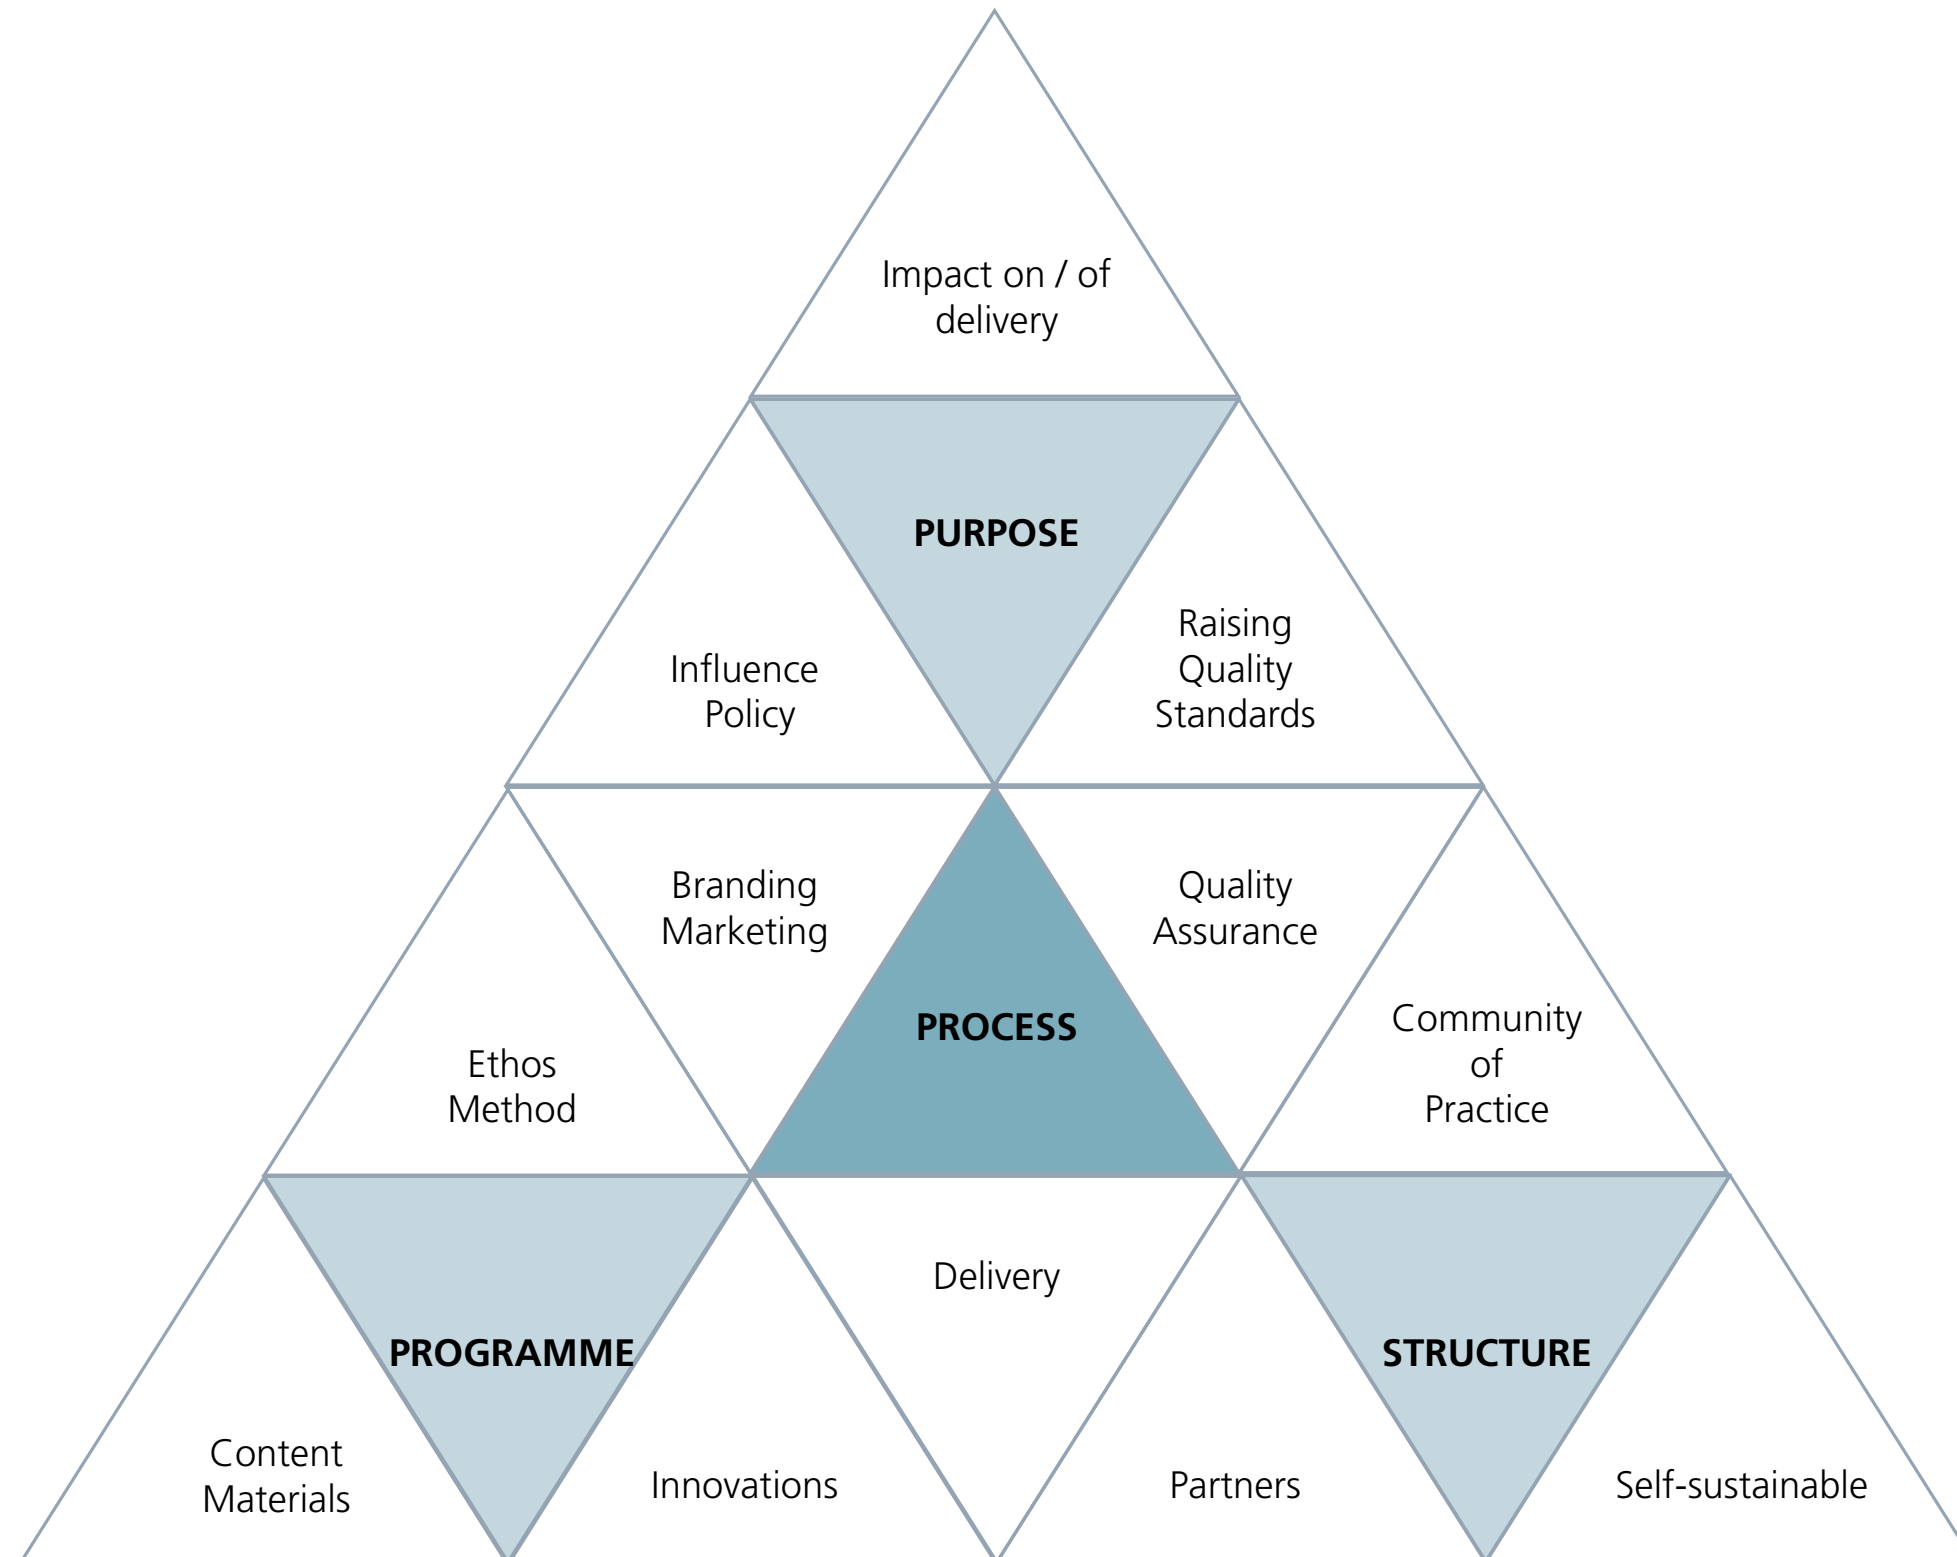 Impact on / of
delivery
PURPOSE
Influence
Policy
Raising
Quality
Standards
Branding
Marketing
Quality
Assurance
PROCESS
Ethos
Method
Community
of
Practice
Delivery
PROGRAMME
STRUCTURE
Content
Materials
Innovations
Partners
Self-sustainable